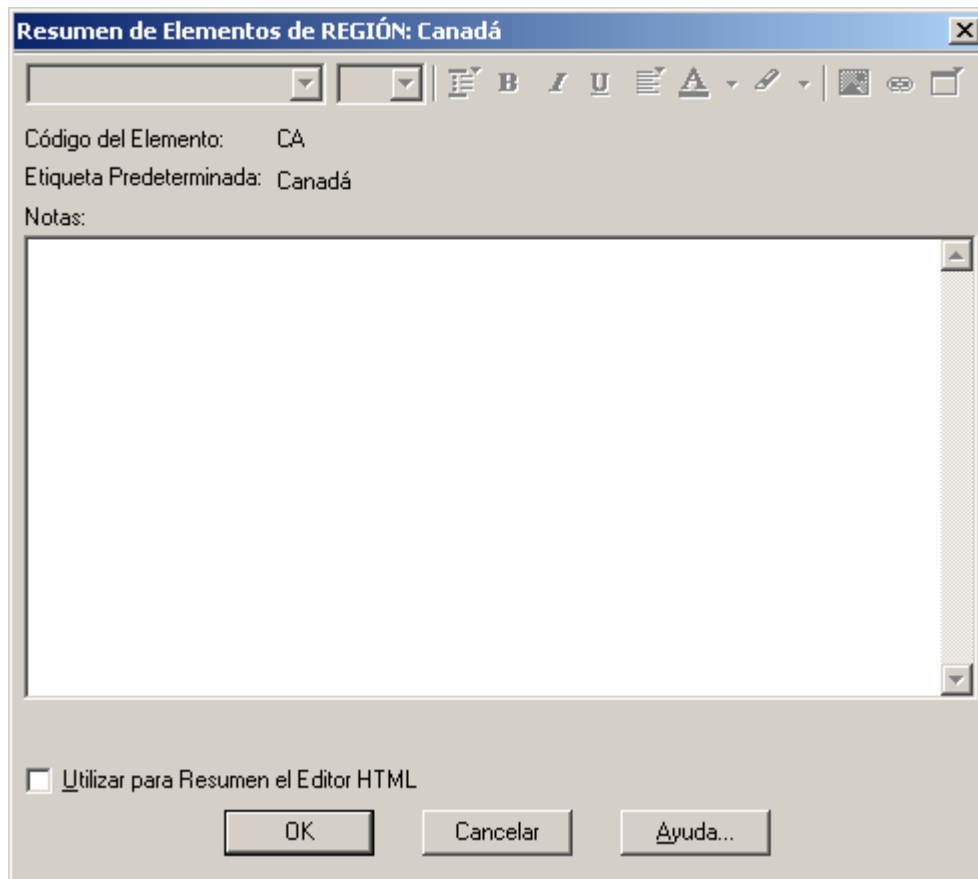 Resumen de Elementos de REGIÓN: Canadá
B I U A
Código del Elemento: CA
Etiqueta Predeterminada: Canadá
Notas:
Utilizar para Resumen el Editor HTML
OK Cancelar Ayuda...